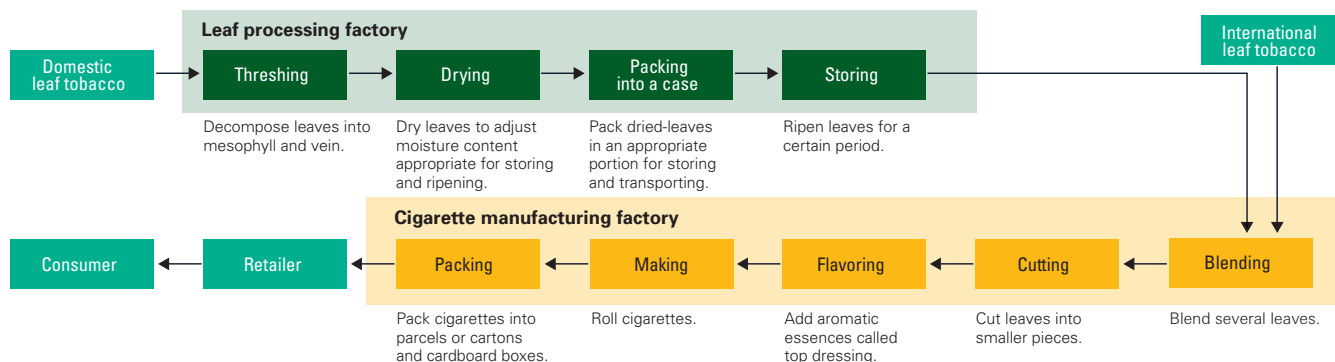 Leaf processing factory
Domestic
leaf tobacco
Threshing
Drying
Packing
into a case
Storing
International
leaf tobacco
Decompose leaves into
mesophyll and vein.
Dry leaves to adjust
moisture content
appropriate for storing
and ripening.
Pack dried-leaves
in an appropriate
portion for storing
and transporting.
Ripen leaves for a
certain period.
Cigarette manufacturing factory
Consumer
Retailer
Packing
Making
Flavoring
Cutting
Blending
Pack cigarettes into
parcels or cartons
and cardboard boxes.
Roll cigarettes.
Add aromatic
essences called
top dressing.
Cut leaves into
smaller pieces.
Blend several leaves.